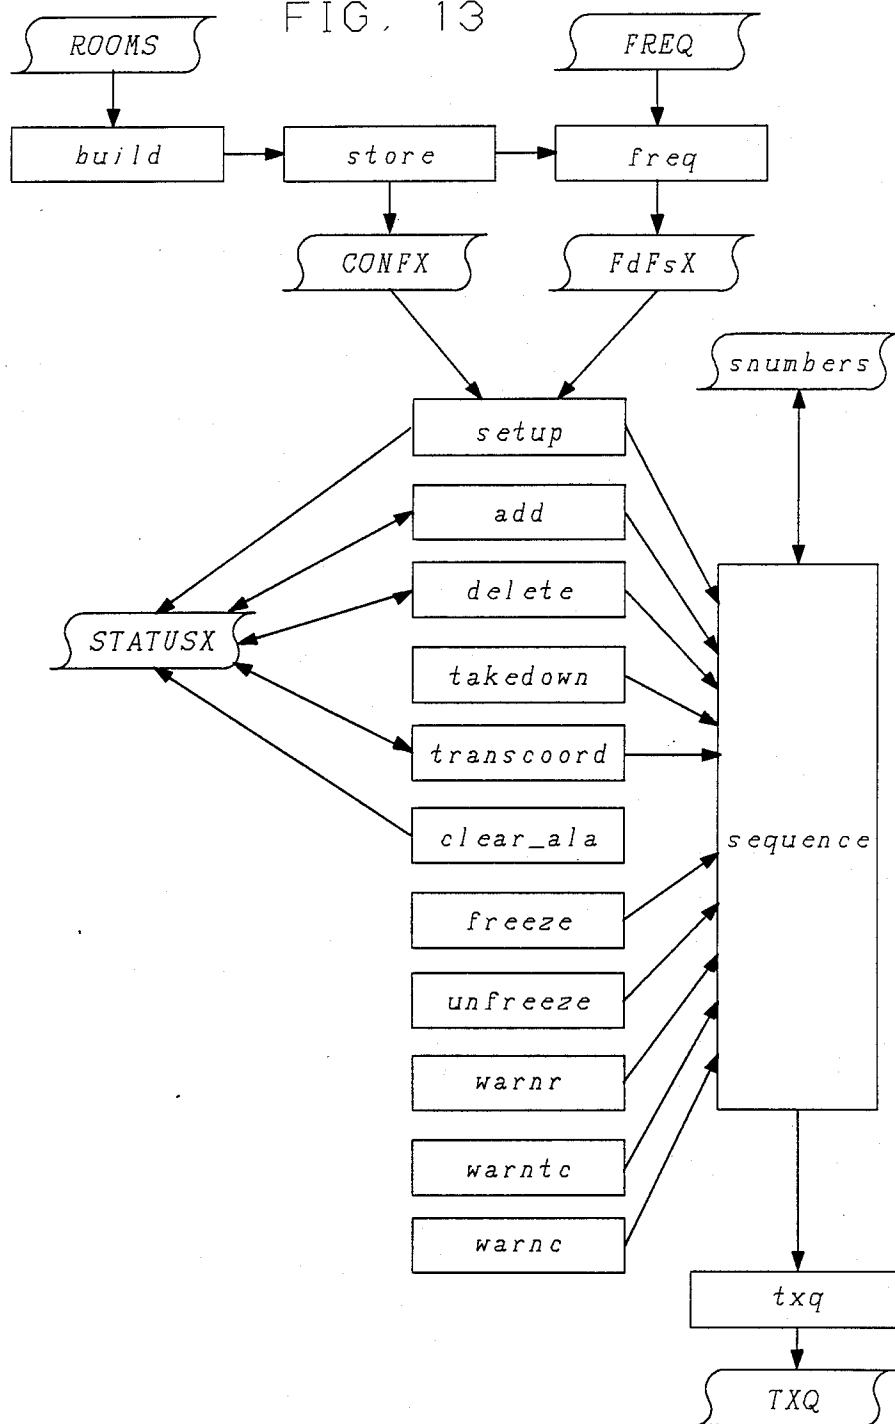 FIG. 13
ROOMS
FREQ
build
store
freq
CONFX
FdFsX
snumbers
setup
add
delete
STATUSX
takedown
transcoord
clear_ala
sequence
freeze
unfreeze
warnr
warntc
warnc
txq
TXQ